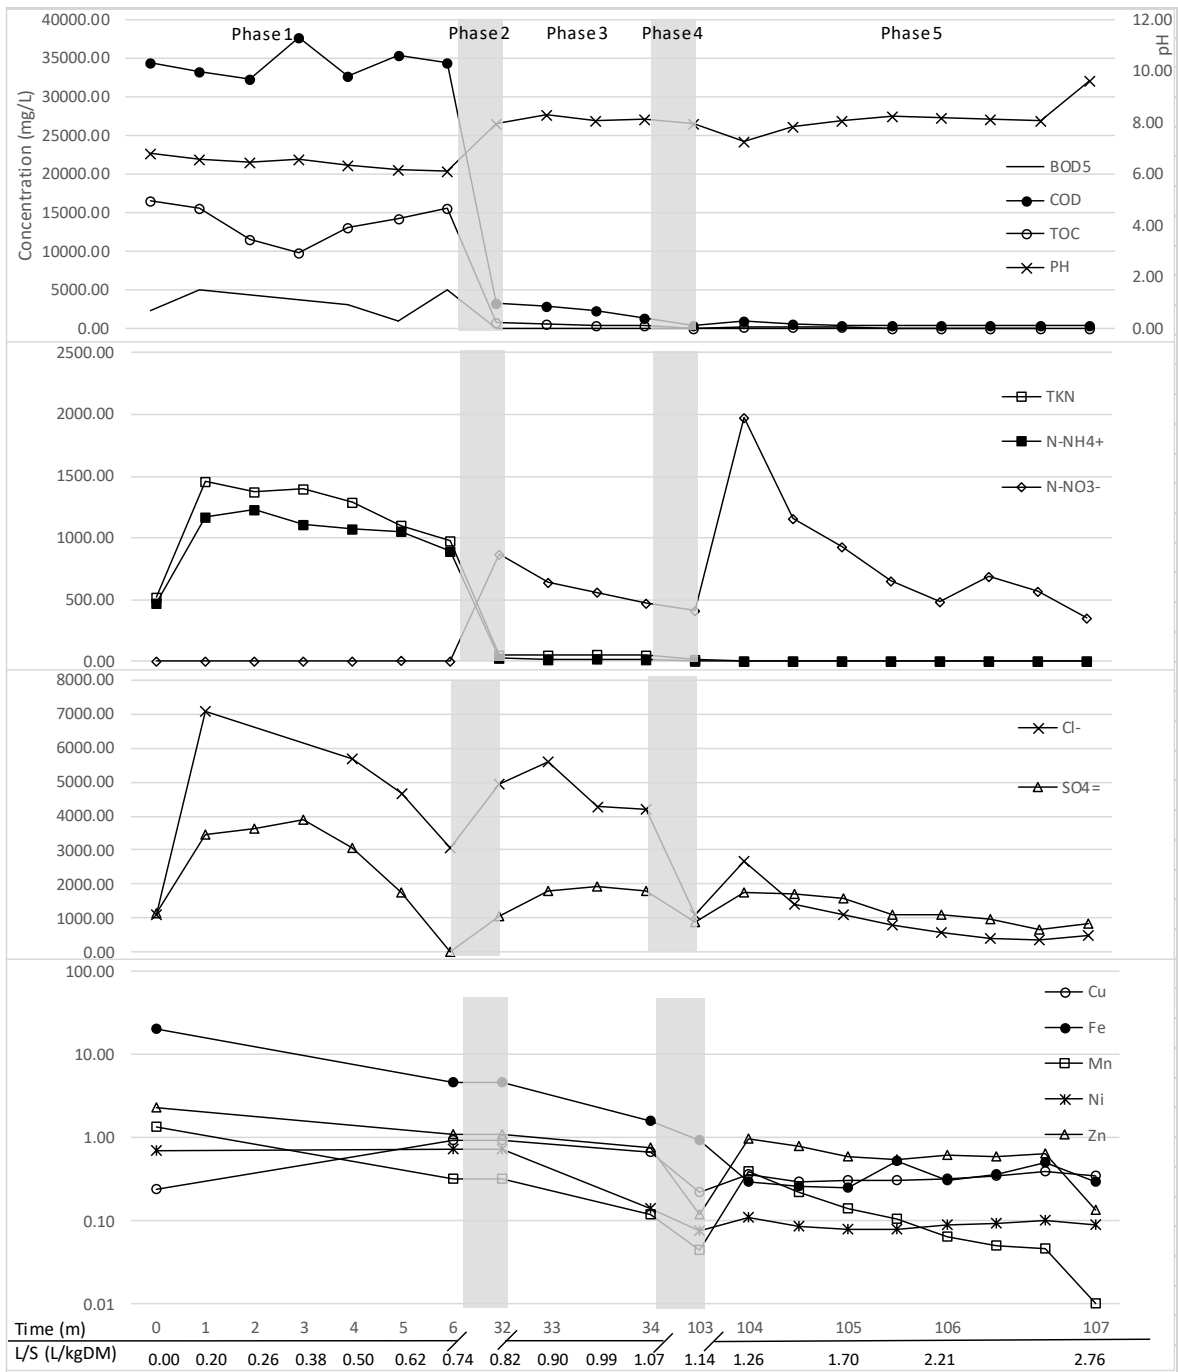 40000.00 Phase 1 Phase 2 Phase 3 Phase 4 Phase 5 12.00
35000.00
30000.00
25000.00
20000.00
15000.00
10000.00
5000.00
0.00
Concentration (mg/L)
pH
10.00
8.00
6.00
4.00
2.00
0.00
BOD5
COD
TOC
PH
2500.00
2000.00
1500.00
1000.00
500.00
0.00
TKN
N-NH4+
N-NO3-
8000.00
7000.00
6000.00
5000.00
4000.00
3000.00
2000.00
1000.00
0.00
Cl-
SO4=
100.00
10.00
1.00
0.10
0.01
Cu
Fe
Mn
Ni
Zn
Time (m) 0 1 2 3 4 5 6 32 33 34 103 104 105 106 107
L/S (L/kgDM) 0.00 0.20 0.26 0.38 0.50 0.62 0.74 0.82 0.90 0.99 1.07 1.14 1.26 1.70 2.21 2.76